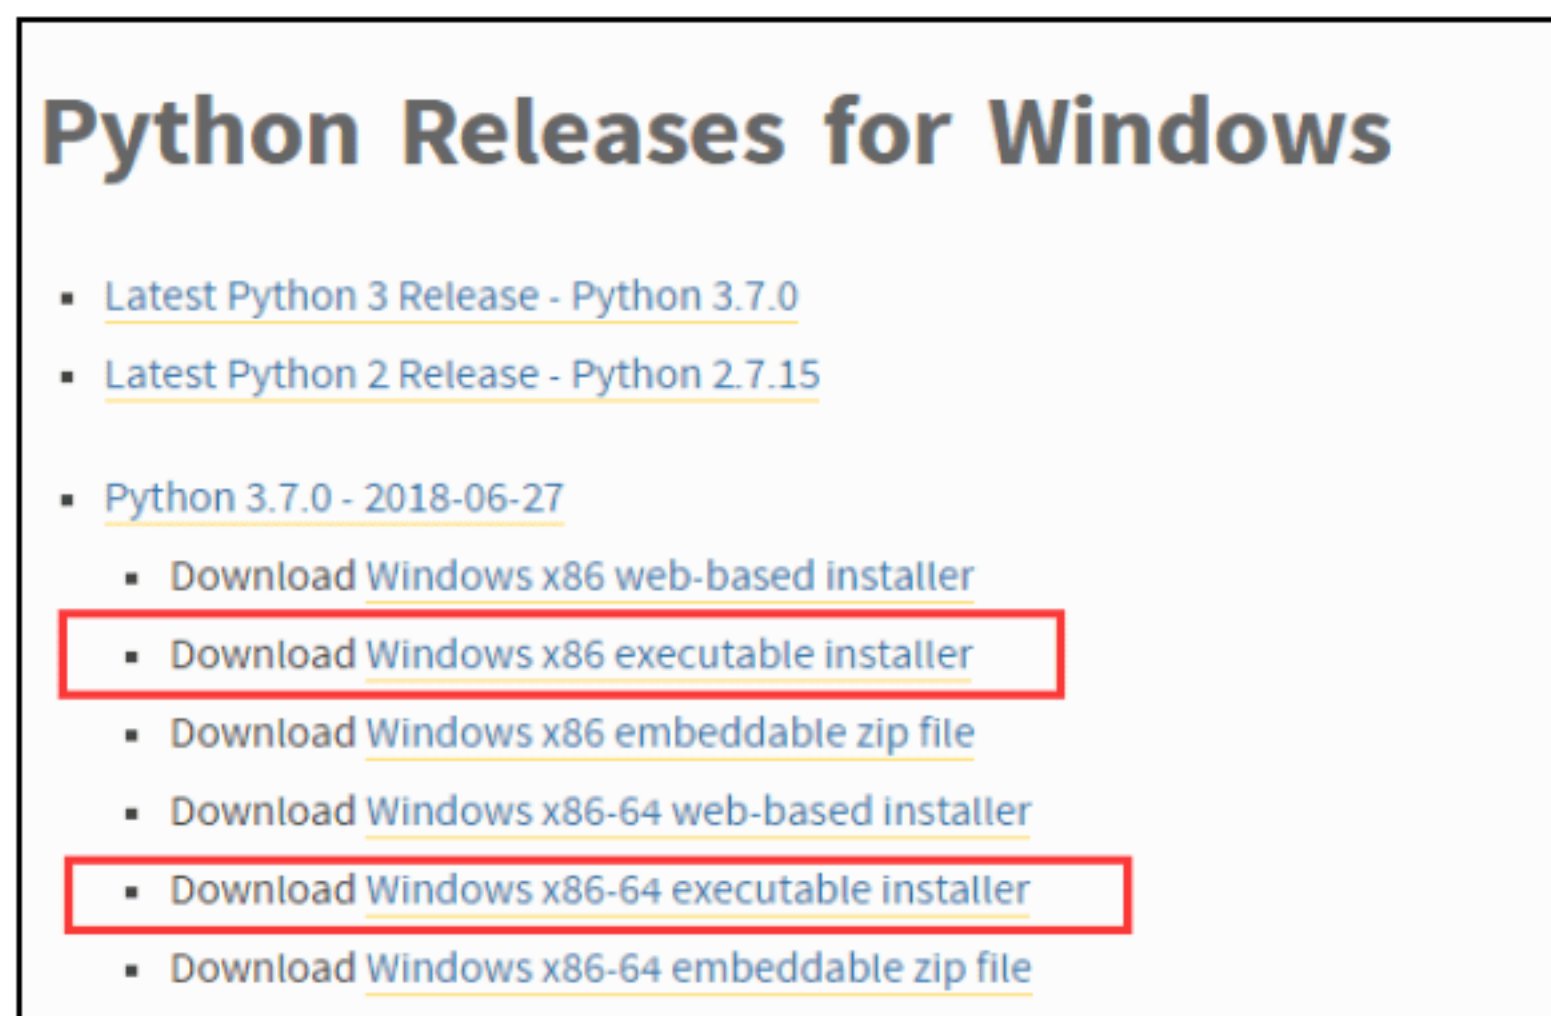 Python Releases for Windows
Latest Python 3 Release - Python 3.7.0
Latest Python 2 Release - Python 2.7.15
Python 3.7.0 - 2018-06-27
Download Windows x86 web-based installer
Download Windows x86 executable installer
Download Windows x86 embeddable zip file
Download Windows x86-64 web-based installer
Download Windows x86-64 executable installer
Download Windows x86-64 embeddable zip file